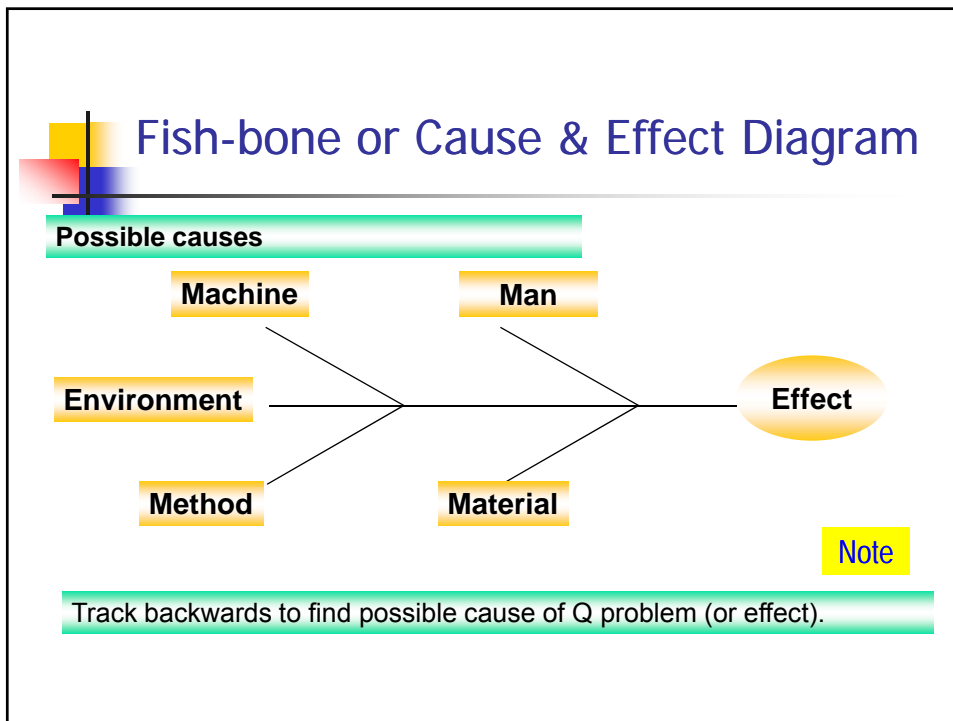 Fish-bone or Cause & Effect Diagram
Possible causes
Machine
Man
Environment
Effect
Method
Material
Note
Track backwards to find possible cause of Q problem (or effect).